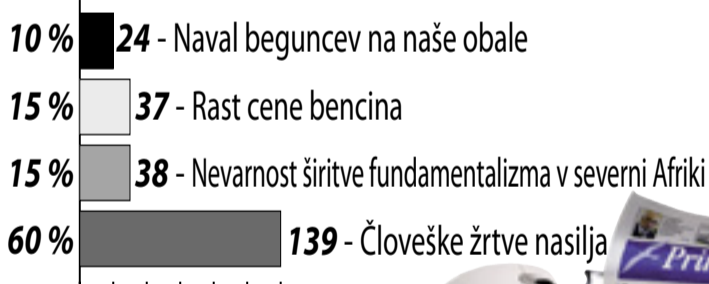 10 % 24 - Naval beguncev na naše obale
15 % 37 - Rast cene bencina
15 % 38 - Nevarnost širitve fundamentalizma v severni Afriki
60 % 139 - Človeške žrtve nasilja